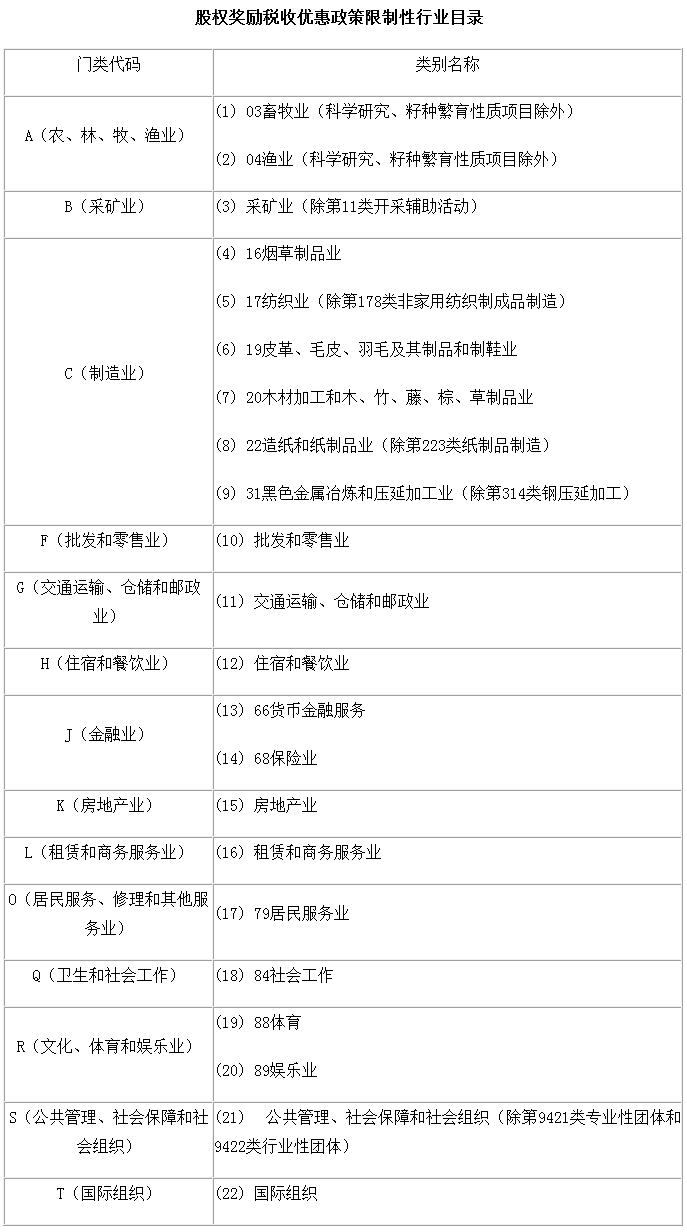 股权奖励税收优惠政策限制性行业目录
门类代码
类别名称
A（农、林、牧、渔业）
(1) 03畜牧业（科学研究、籽种繁育性质项目除外）
(2) 04渔业（科学研究、籽种繁育性质项目除外）
B（采矿业）
(3) 采矿业（除第11类开采辅助活动）
C（制造业）
(4) 16烟草制品业
(5) 17纺织业（除第178类非家用纺织制成品制造）
(6) 19皮革、毛皮、羽毛及其制品和制鞋业
(7) 20木材加工和木、竹、藤、棕、草制品业
(8) 22造纸和纸制品业（除第223类纸制品制造）
(9) 31黑色金属冶炼和压延加工业（除第314类钢压延加工）
F（批发和零售业）
(10) 批发和零售业
G（交通运输、仓储和邮政
业）
(11) 交通运输、仓储和邮政业
H（住宿和餐饮业）
(12) 住宿和餐饮业
J（金融业）
(13) 66货币金融服务
(14) 68保险业
K（房地产业）
(15) 房地产业
L（租赁和商务服务业）
(16) 租赁和商务服务业
O（居民服务、修理和其他服
务业）
(17) 79居民服务业
Q（卫生和社会工作）
(18) 84社会工作
R（文化、体育和娱乐业）
(19) 88体育
(20) 89娱乐业
S（公共管理、社会保障和社
会组织）
(21) 公共管理、社会保障和社会组织（除第9421类专业性团体和
9422类行业性团体）
T（国际组织）
(22) 国际组织